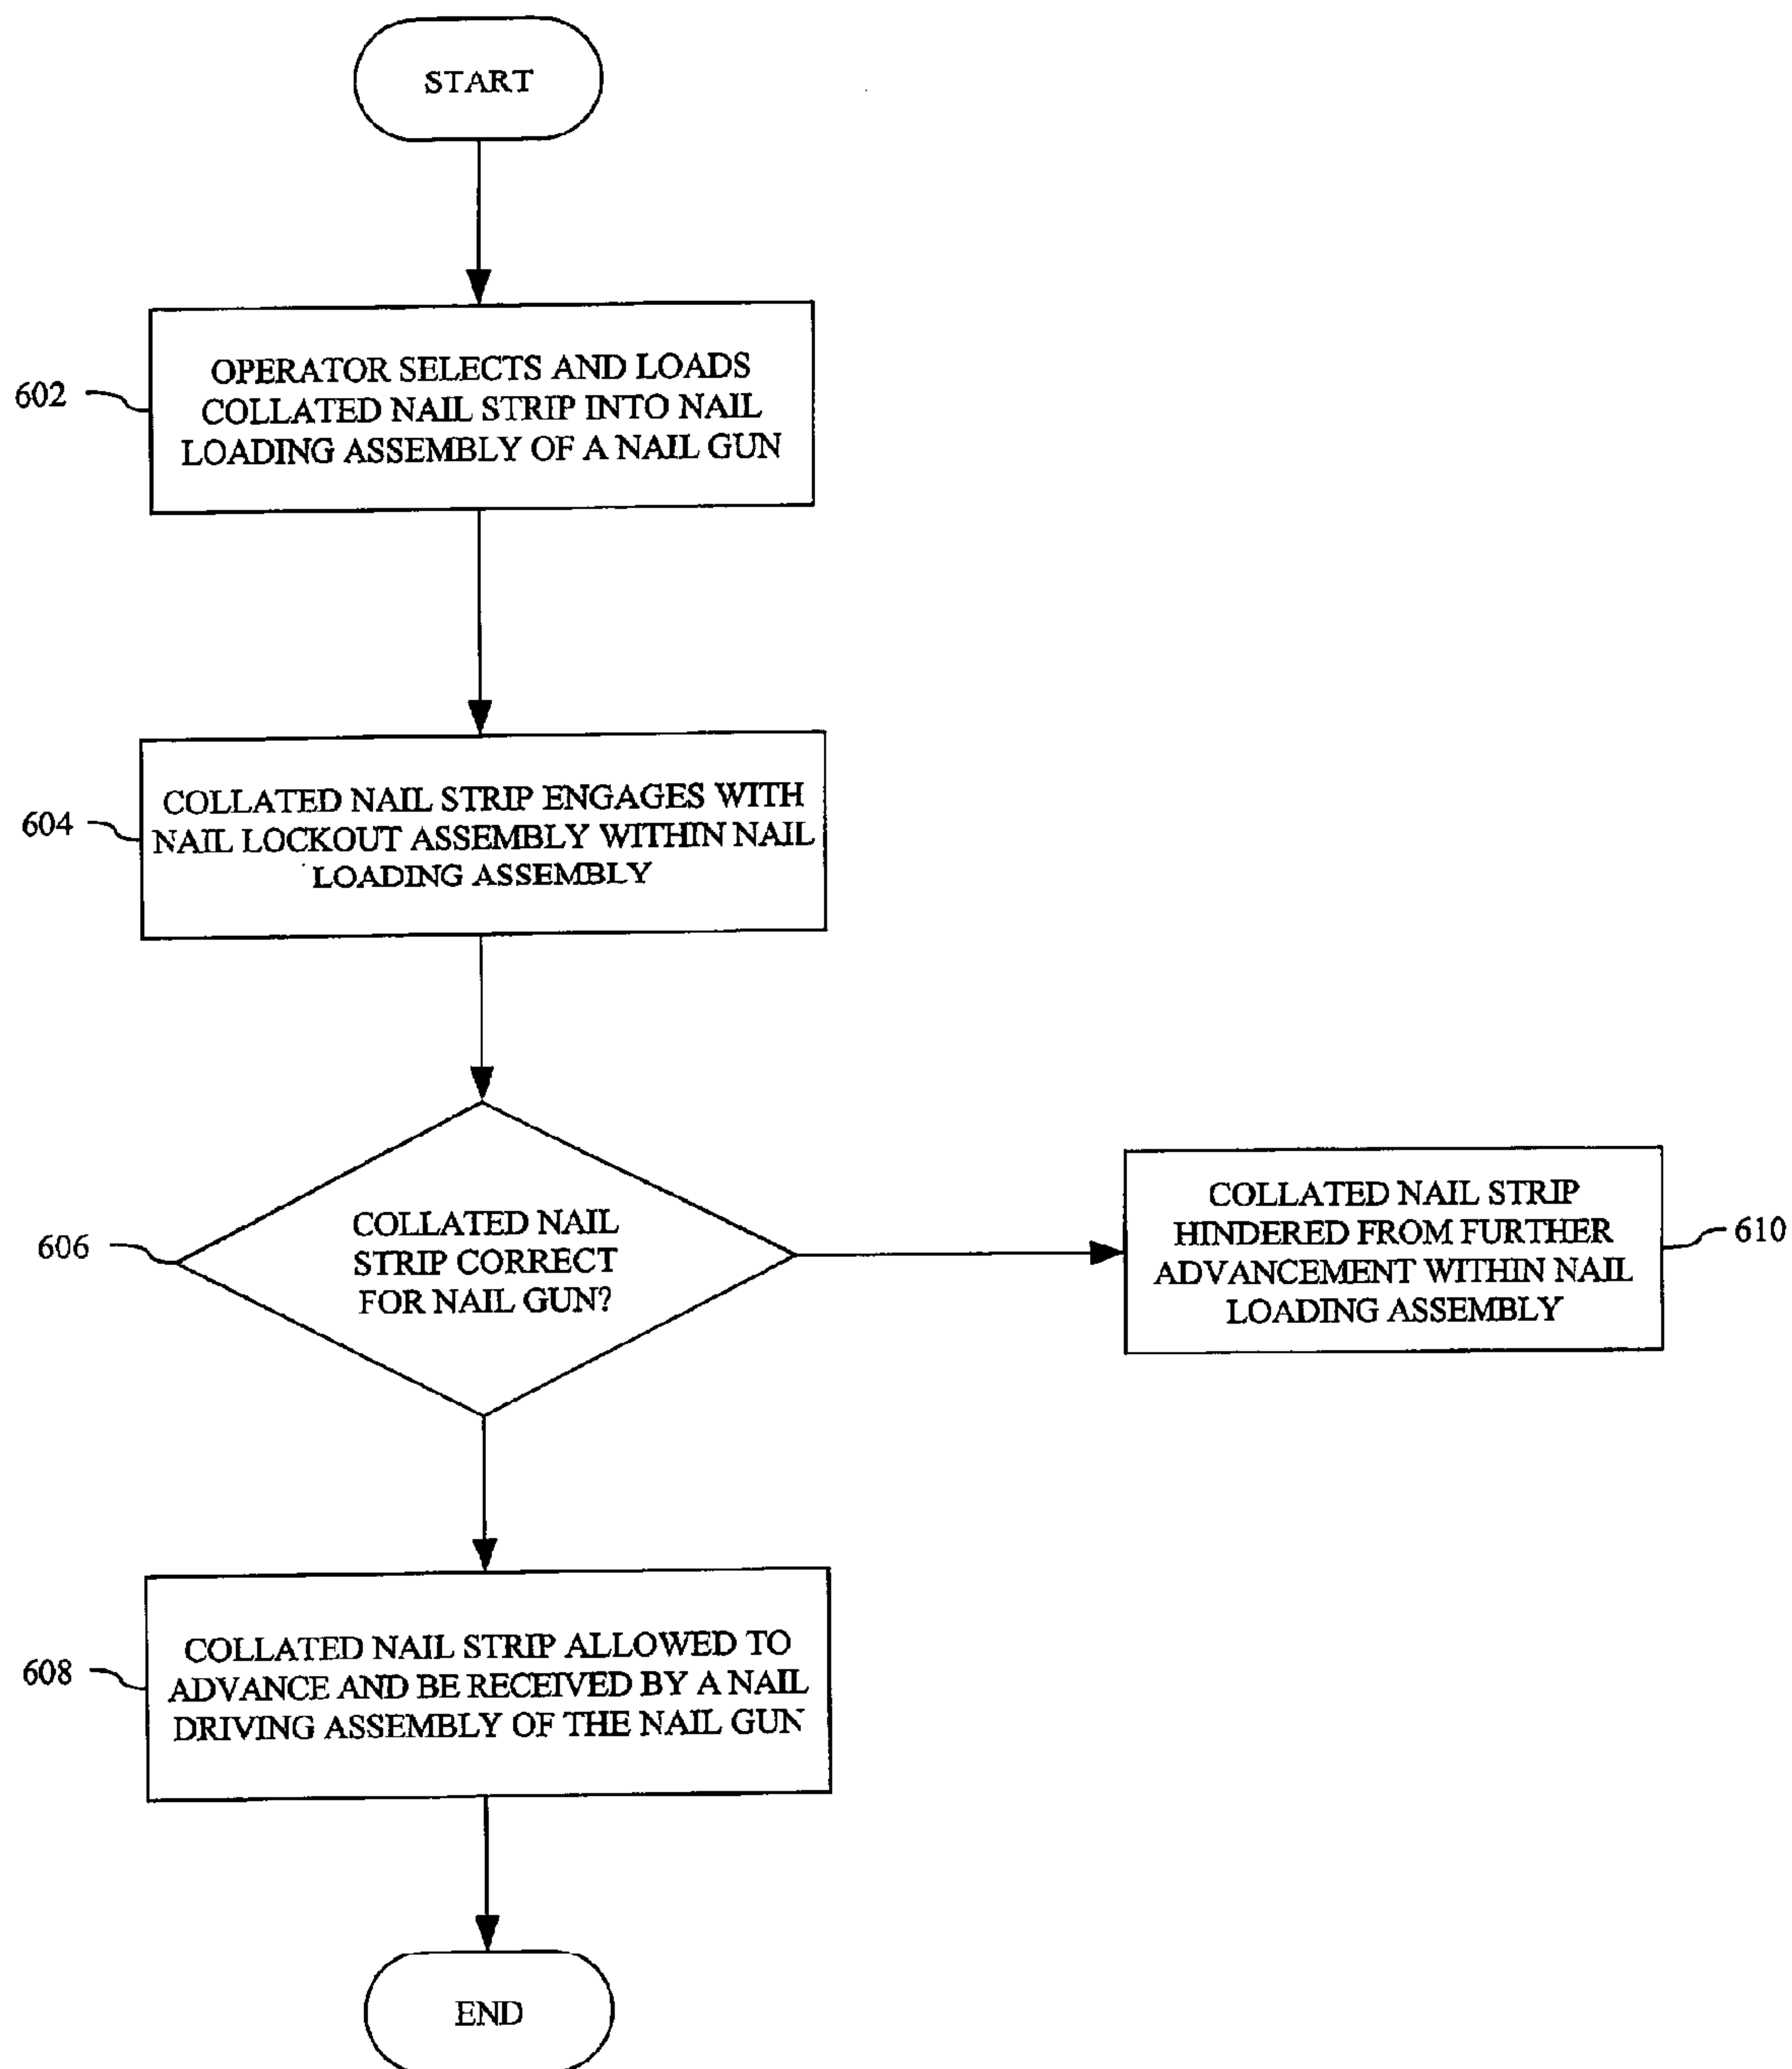 START
602
OPERATOR SELECTS AND LOADS
COLLATED NAIL STRIP INTO NAIL
LOADING ASSEMBLY OF A NAIL GUN
604
COLLATED NAIL STRIP ENGAGES WITH
NAIL LOCKOUT ASSEMBLY WITHIN NAIL
LOADING ASSEMBLY
606
COLLATED NAIL
STRIP CORRECT
FOR NAIL GUN?
COLLATED NAIL STRIP
HINDERED FROM FURTHER
ADVANCEMENT WITHIN NAIL
LOADING ASSEMBLY
610
608
COLLATED NAIL STRIP ALLOWED TO
ADVANCE AND BE RECEIVED BY A NAIL
DRIVING ASSEMBLY OF THE NAIL GUN
END